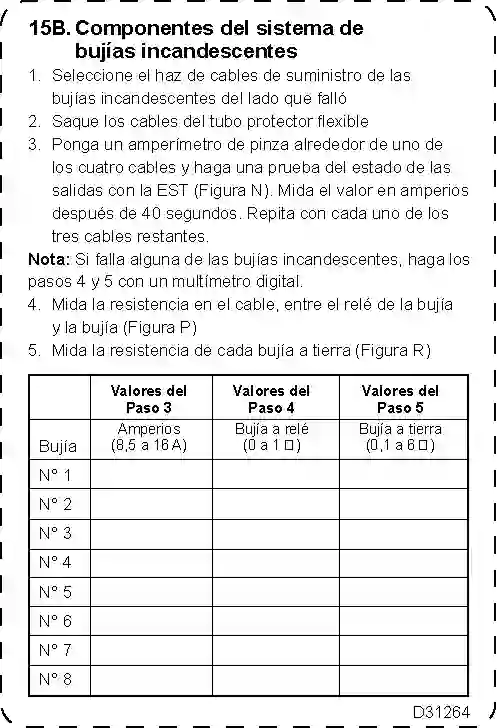 15B. Componentes del sistema de
bujías incandescentes
1. Seleccione el haz de cables de suministro de las
bujías incandescentes del lado que falló
2. Saque los cables del tubo protector flexible
3. Ponga un amperímetro de pinza alrededor de uno de
los cuatro cables y haga una prueba del estado de las
salidas con la EST (Figura N). Mida el valor en amperios
después de 40 segundos. Repita con cada uno de los
tres cables restantes.
Nota: Si falla alguna de las bujías incandescentes, haga los
pasos 4 y 5 con un multímetro digital.
4. Mida la resistencia en el cable, entre el relé de la bujía
y la bujía (Figura P)
5. Mida la resistencia de cada bujía a tierra (Figura R)
Valores del Valores del Valores del
Paso 3 Paso 4 Paso 5
Amperios Bujía a relé Bujía a tierra
Bujía (8,5 a 16 A) (0 a 1 □) (0,1 a 6 □)
N° 1
N° 2
N° 3
N° 4
N° 5
N° 6
N° 7
N° 8
D31264